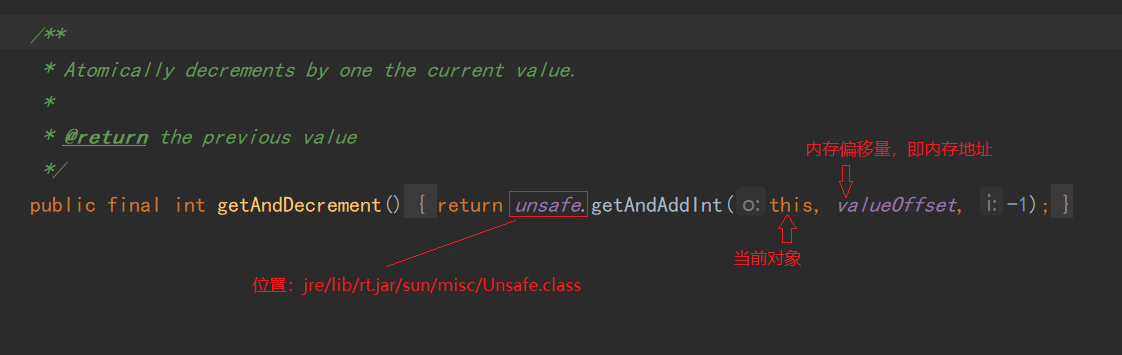 /**
* Atomically decrements by one the current value.
*
* @return the previous value
*/
内存偏移量，即内存地址
public final int getAndDecrement() { return unsafe.getAndAddInt( o: this, valueOffset, i: -1); }
当前对象
位置：jre/lib/rt.jar/sun/misc/Unsafe.class